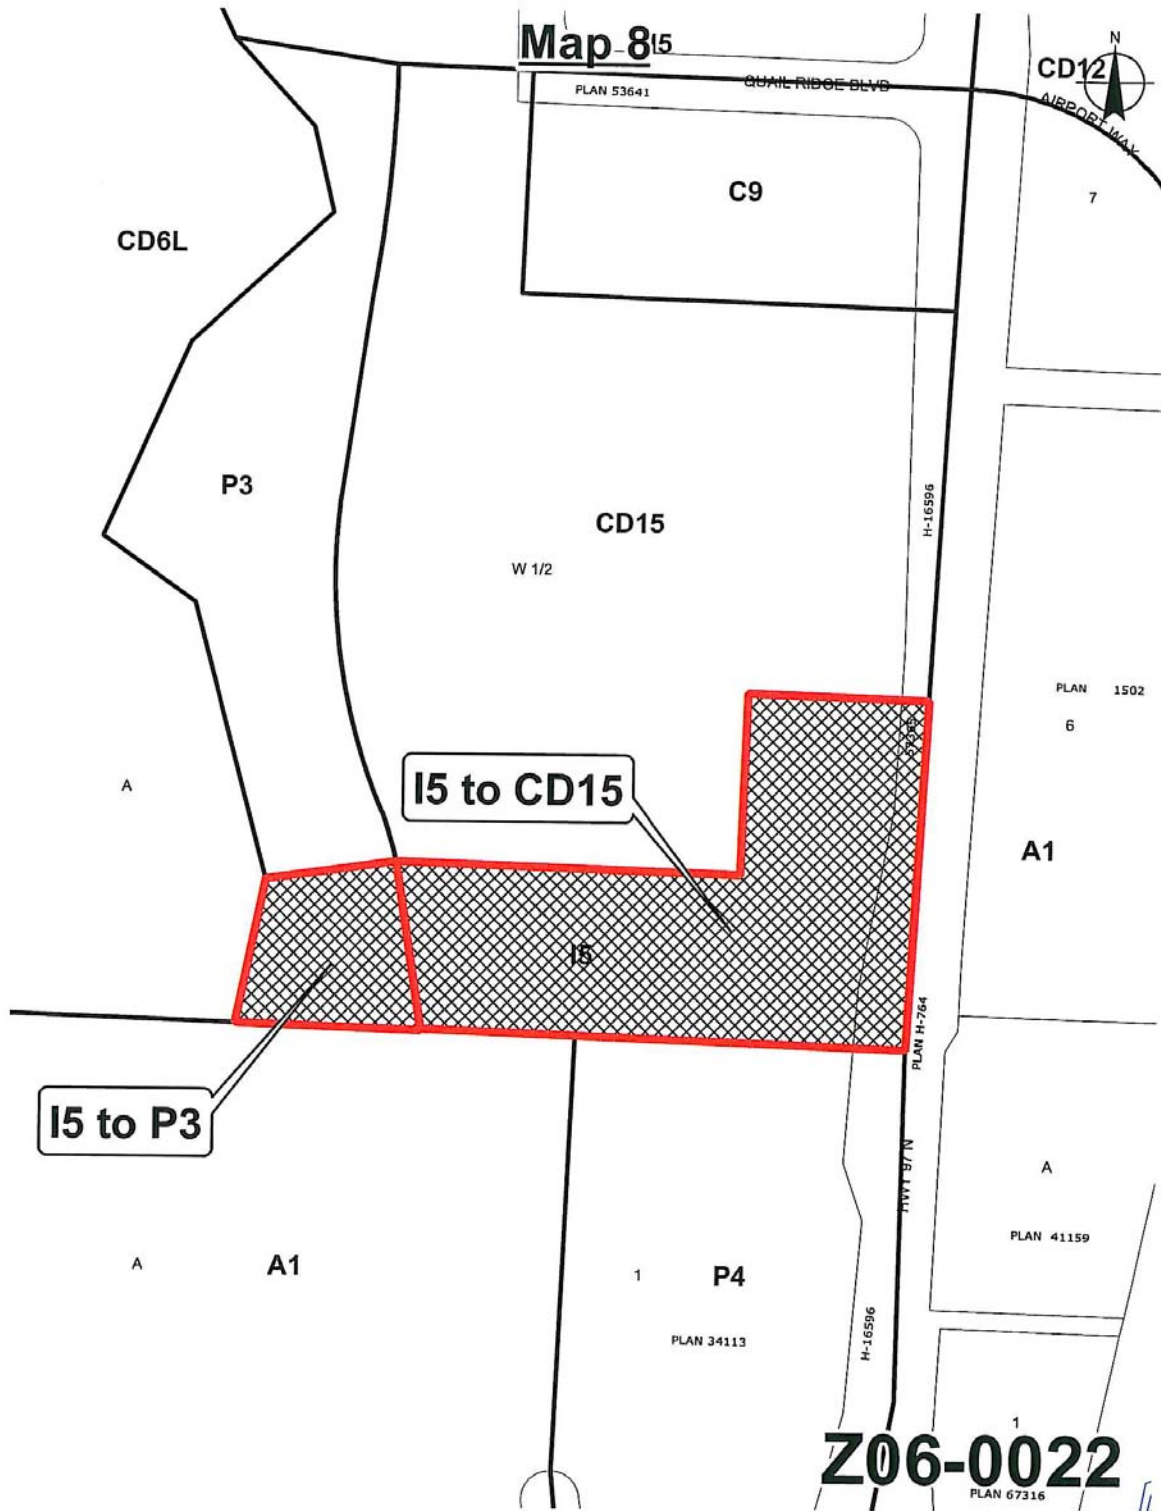 Map 8
I5
N
CD12
QUAIL RIDGE BLVD
PLAN 53641
AIRPORT WAY
C9
7
CD6L
P3
H-16596
CD15
W 1/2
PLAN 1502
6
A
I5 to CD15
A1
I5
PLAN H-764
I5 to P3
HWY 97 N
A
PLAN 41159
A
A1
1
P4
PLAN 34113
H-16596
1
Z06-0022
PLAN 67316